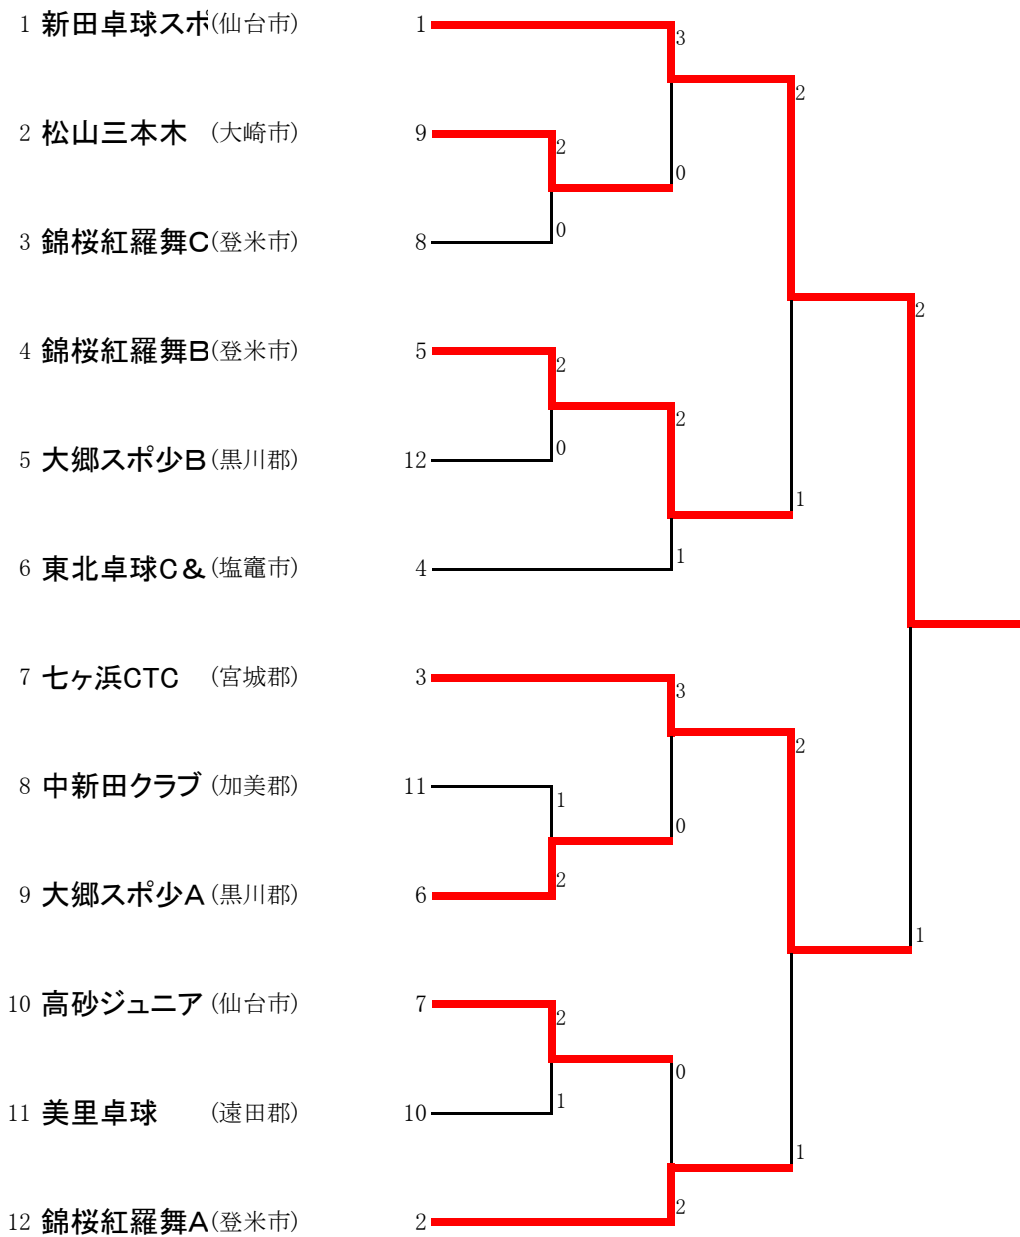 1 新田卓球スポ(仙台市) 1
3
2
2 松山三本木 (大崎市) 9
2
0
0
3 錦桜紅羅舞C(登米市) 8
2
4 錦桜紅羅舞B(登米市) 5
2
2
0
5 大郷スポ少B(黒川郡) 12
1
1
6 東北卓球C&(塩竈市) 4
7 七ヶ浜CTC (宮城郡) 3
3
2
8 中新田クラブ (加美郡) 11
1
0
2
9 大郷スポ少A(黒川郡) 6
1
10 高砂ジュニア (仙台市) 7
2
0
1
11 美里卓球 (遠田郡) 10
1
2
12 錦桜紅羅舞A(登米市) 2